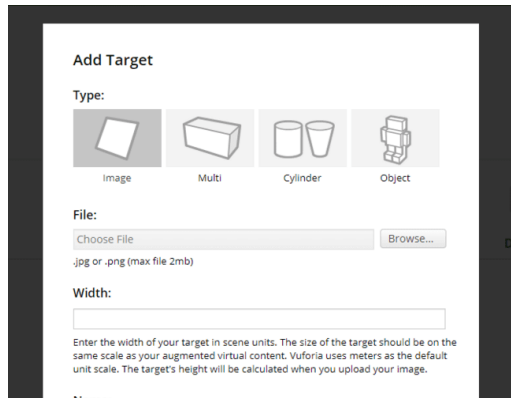 Add Target
Type:
Image Multi Cylinder Object
File:
Choose File Browse...
.jpg or .png (max file 2mb)
Width:
Enter the width of your target in scene units. The size of the target should be on the
same scale as your augmented virtual content. Vuforia uses meters as the default
unit scale. The target's height will be calculated when you upload your image.